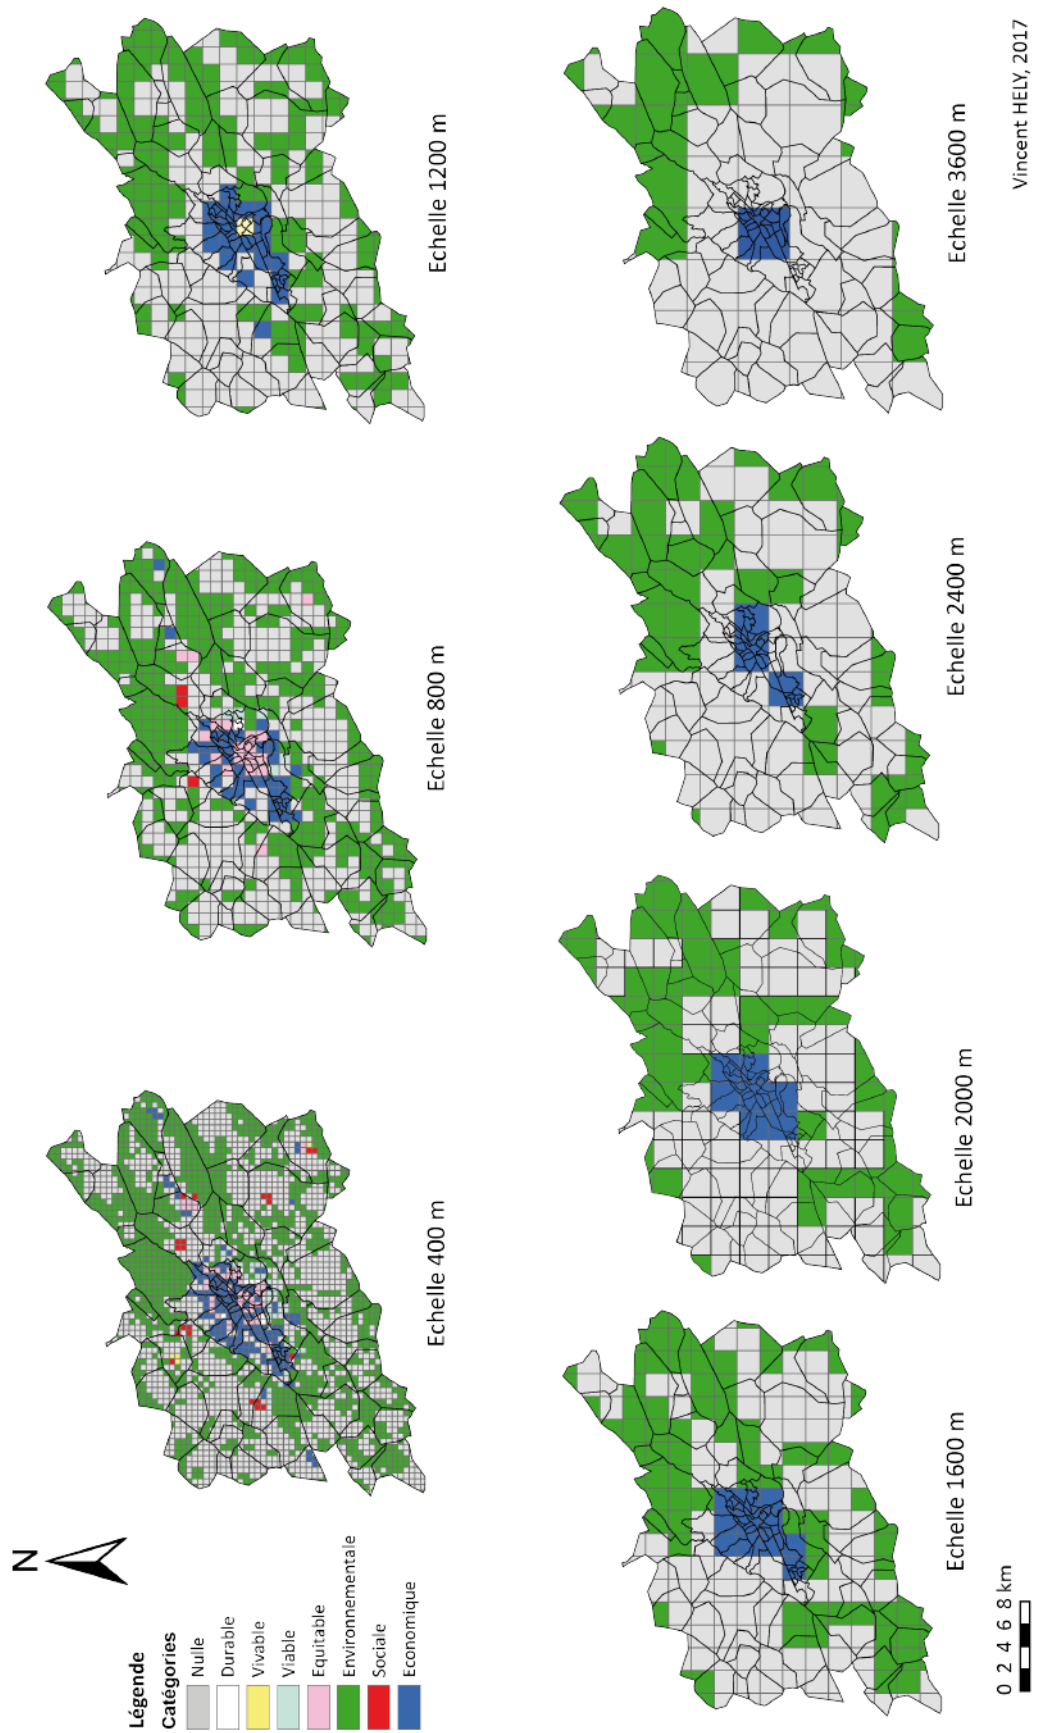 N
Légende
Catégories
Nulle
Durable
Vivable
Viable
Equitable
Environnementale
Sociale
Economique
Echelle 400 m
Echelle 800 m
Echelle 1200 m
Echelle 1600 m
Echelle 2000 m
Echelle 2400 m
Echelle 3600 m
0 2 4 6 8 km
Vincent HELY, 2017